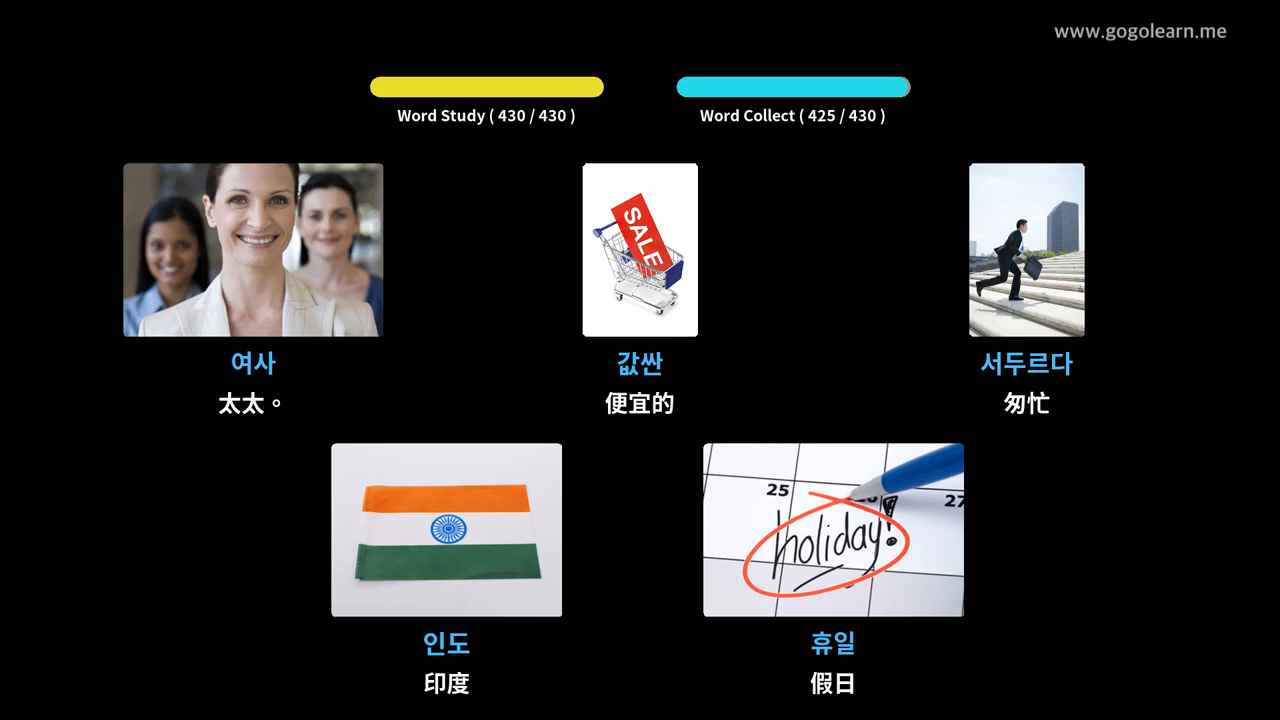 www.gogolearn.me
Word Study ( 430 / 430 )
Word Collect ( 425 / 430 )
SALE
여사
太太。
값싼
便宜的
서두르다
匆忙
25
27
holiday!
인도
印度
휴일
假日